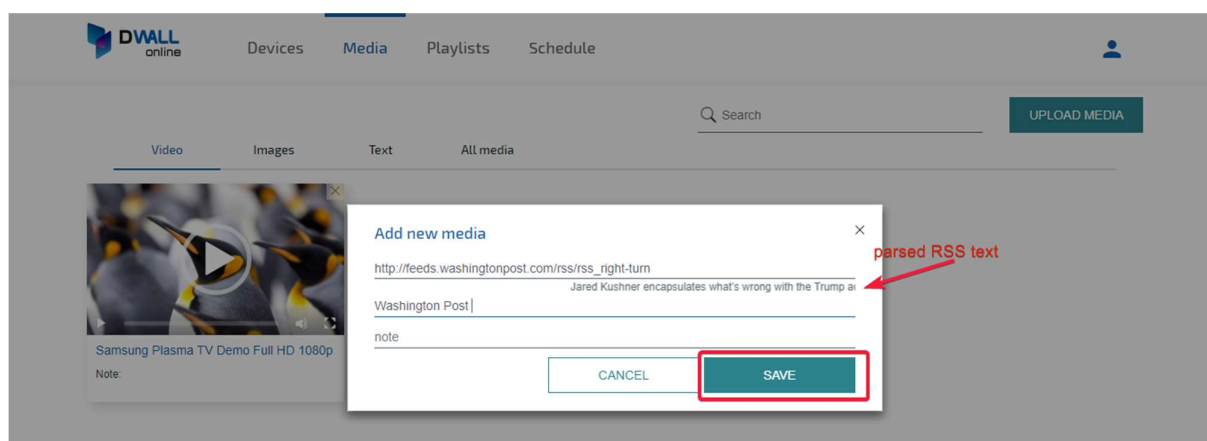 DWALL
online
Devices Media Playlists Schedule
Search
UPLOAD MEDIA
Video Images Text All media
Add new media
http://feeds.washingtonpost.com/rss/rss_right-turn
parsed RSS text
Jared Kushner encapsulates what's wrong with the Trump a
Washington Post
note
CANCEL SAVE
Samsung Plasma TV Demo Full HD 1080p
Note: